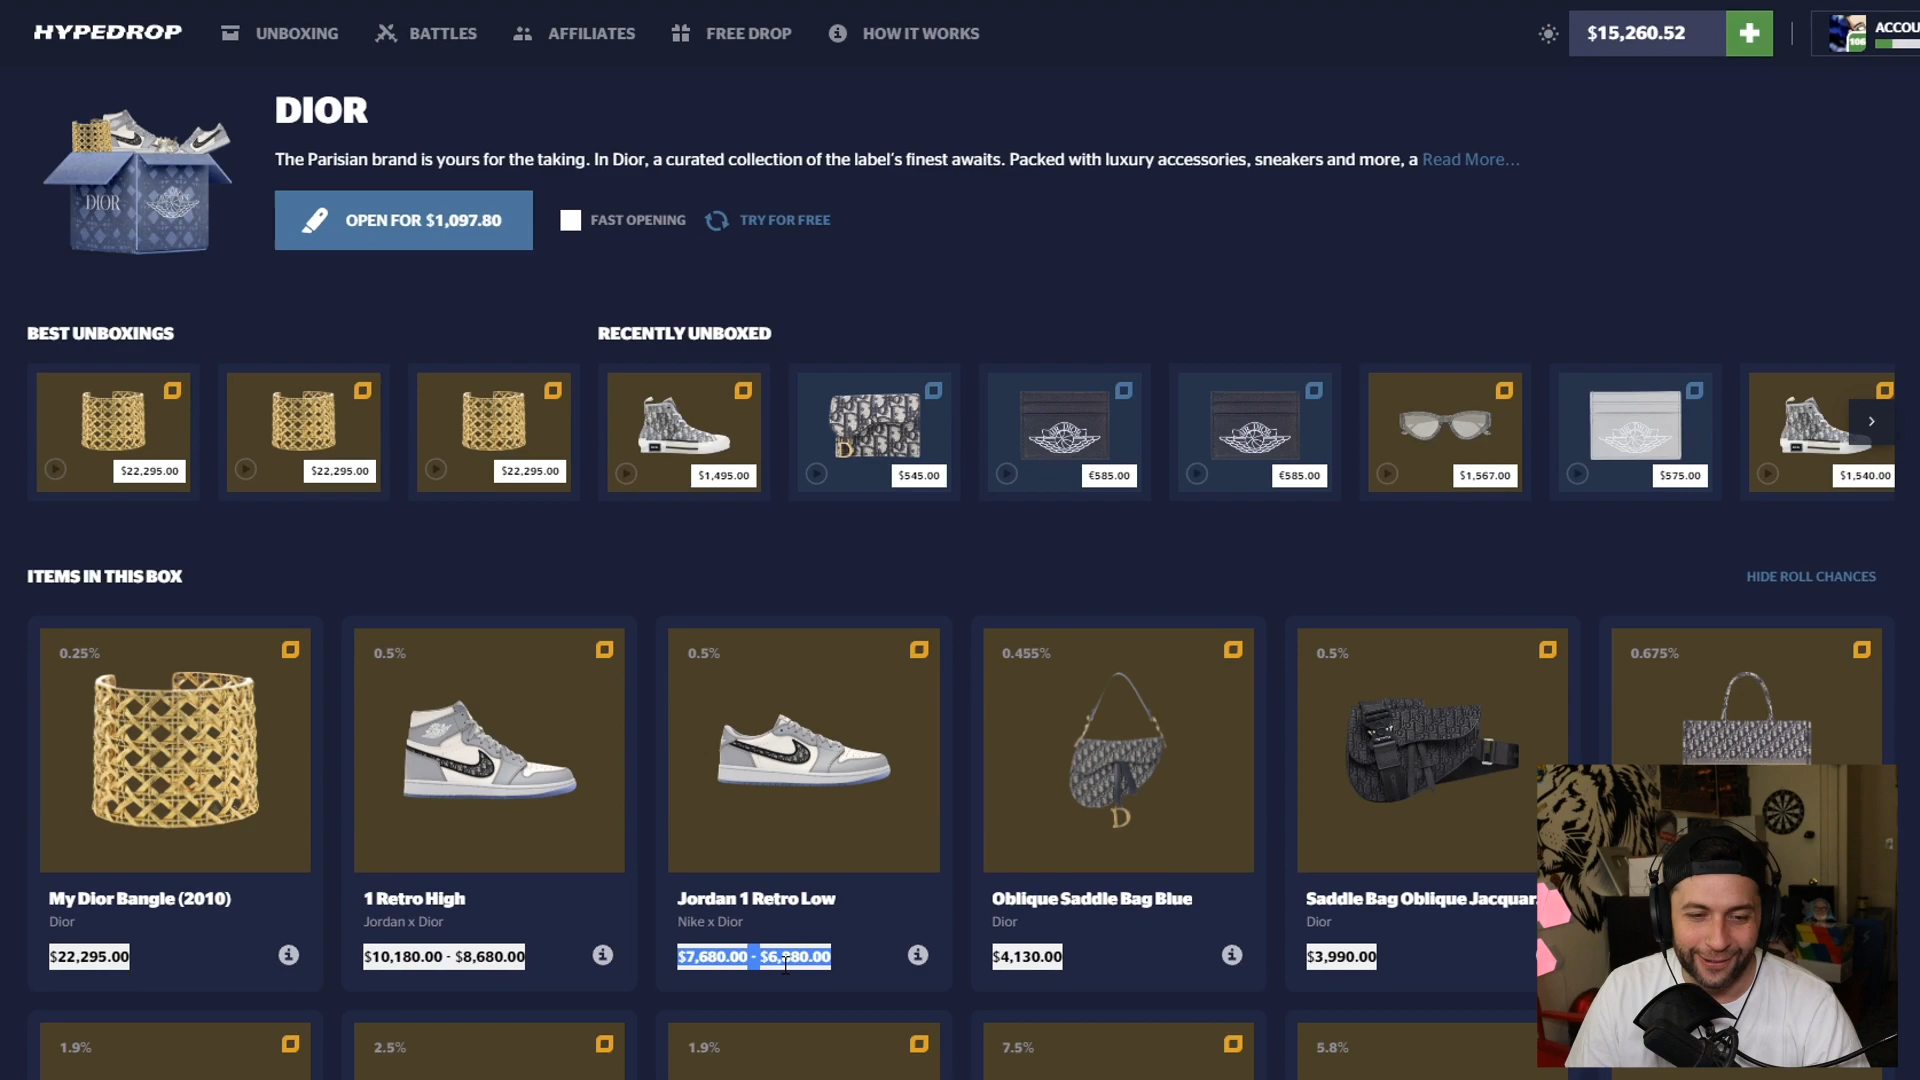 HYPEDROP UNBOXING BATTLES AFFILIATES FREE DROP HOW IT WORKS $15,260.52 ACCOU
106
DIOR
The Parisian brand is yours for the taking. In Dior, a curated collection of the label's finest awaits. Packed with luxury accessories, sneakers and more, a Read More...
DIOR
OPEN FOR $1,097.80 FAST OPENING TRY FOR FREE
BEST UNBOXINGS RECENTLY UNBOXED
$22,295.00 $22,295.00 $22,295.00 $1,495.00 $545.00 €585.00 €585.00 $1,567.00 $575.00 $1,540.00
ITEMS IN THIS BOX HIDE ROLL CHANCES
0.25% 0.5% 0.5% 0.455% 0.5% 0.675%
My Dior Bangle (2010) 1 Retro High Jordan 1 Retro Low Oblique Saddle Bag Blue Saddle Bag Oblique Jacquar
Dior Jordan x Dior Nike x Dior Dior Dior
$22,295.00 $10,180.00 - $8,680.00 $7,680.00 - $6, 80.00 $4,130.00 $3,990.00
1.9% 2.5% 1.9% 7.5% 5.8%